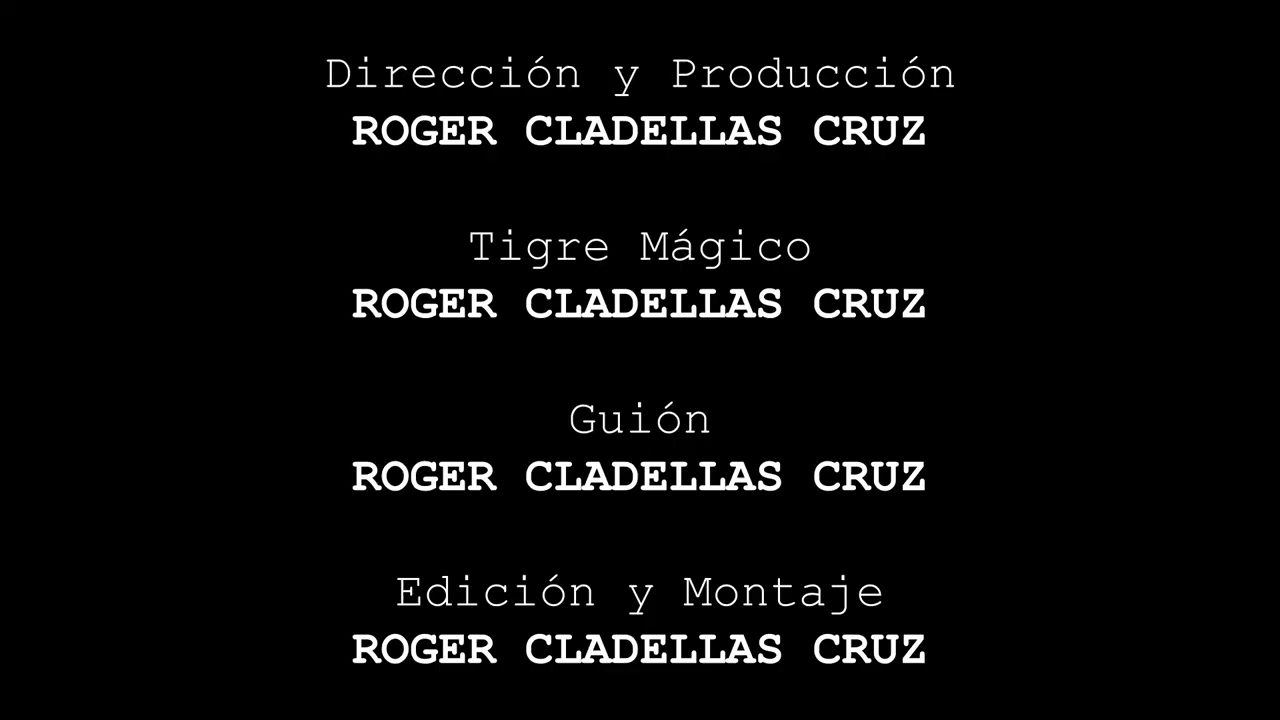 Dirección y Producción
ROGER CLADELLAS CRUZ
Tigre Mágico
ROGER CLADELLAS CRUZ
Guión
ROGER CLADELLAS CRUZ
Edición y Montaje
ROGER CLADELLAS CRUZ